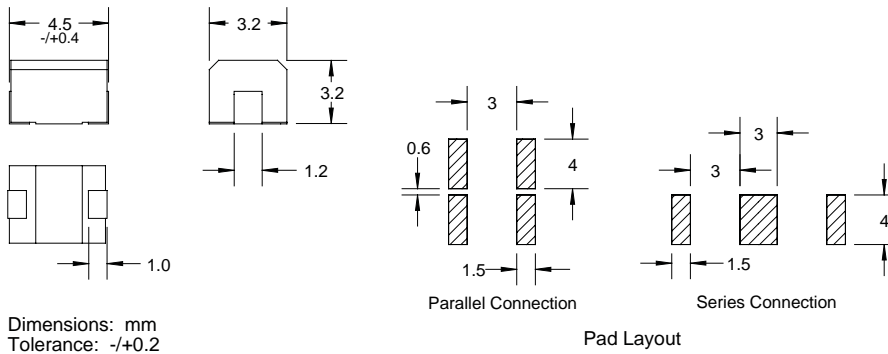 4.5
-/+0.4
3.2
3.2
1.2
1.0
Dimensions: mm
Tolerance: -/+0.2
3
0.6
4
1.5
Parallel Connection
3
3
4
1.5
Series Connection
Pad Layout